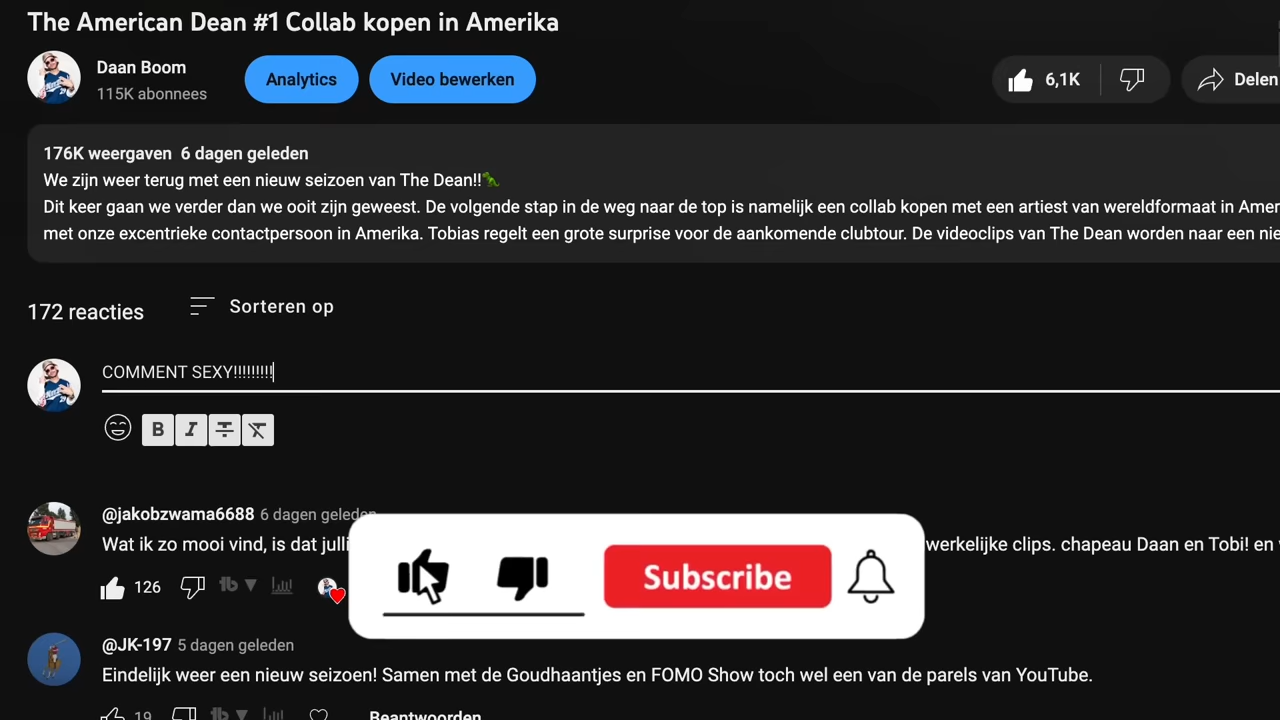 The American Dean #1 Collab kopen in Amerika
Daan Boom
115K abonnees
Analytics
Video bewerken
6,1K
Delen
176K weergaven 6 dagen geleden
We zijn weer terug met een nieuw seizoen van The Dean!!
Dit keer gaan we verder dan we ooit zijn geweest. De volgende stap in de weg naar de top is namelijk een collab kopen met een artiest van wereldformaat in Amer
met onze excentrieke contactpersoon in Amerika. Tobias regelt een grote surprise voor de aankomende clubtour. De videoclips van The Dean worden naar een nie
172 reacties
Sorteren op
COMMENT SEXY!!!!!!!!!
B I T T
@jakobzwama6688 6 dagen geleden
Wat ik zo mooi vind, is dat julli werkelijke clips. chapeau Daan en Tobi! en
126
Subscribe
@JK-197 5 dagen geleden
Eindelijk weer een nieuw seizoen! Samen met de Goudhaantjes en FOMO Show toch wel een van de parels van YouTube.
19
Beantwoorden